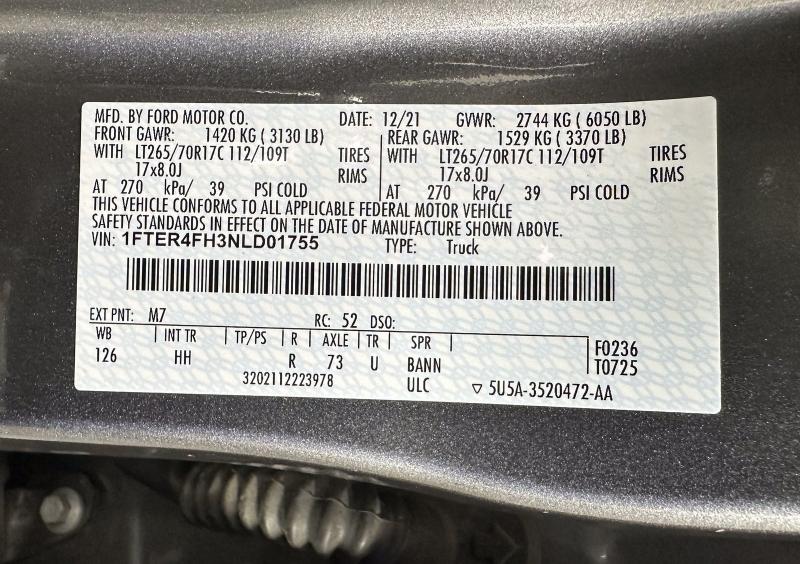 MFD. BY FORD MOTOR CO. DATE: 12/21 GVWR: 2744 KG ( 6050 LB)
FRONT GAWR: 1420 KG ( 3130 LB) REAR GAWR: 1529 KG ( 3370 LB)
WITH LT265/70R17C 112/109T TIRES WITH LT265/70R17C 112/109T TIRES
17x8.0J RIMS 17x8.0J RIMS
AT 270 kPa/ 39 PSI COLD AT 270 kPa/ 39 PSI COLD
THIS VEHICLE CONFORMS TO ALL APPLICABLE FEDERAL MOTOR VEHICLE
SAFETY STANDARDS IN EFFECT ON THE DATE OF MANUFACTURE SHOWN ABOVE.
VIN: 1FTER4FH3NLD01755 TYPE: Truck
EXT PNT: M7 RC: 52 DSO:
WB INT TR TP/PS R AXLE TR SPR F0236
126 HH R 73 U BANN T0725
3202112223978 ULC ▽ 5U5A-3520472-AA